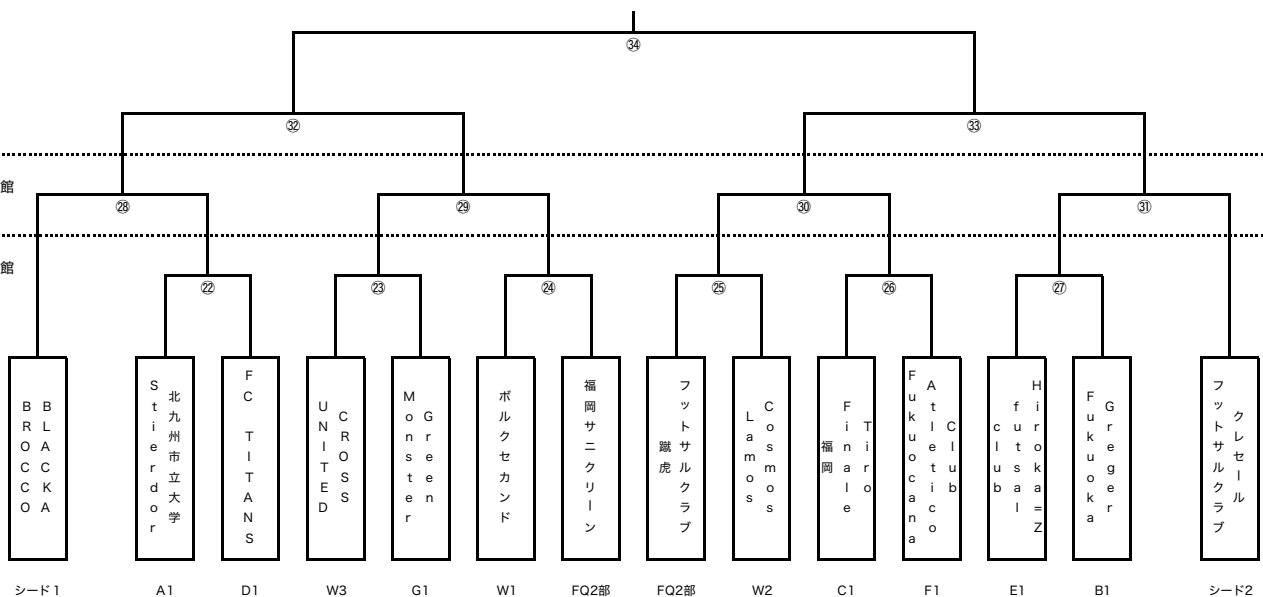 ㉞
㉜
㉝
館
㉘
㉙
㉚
㉛
館
㉒
㉓
㉔
㉕
㉖
㉗
BLACKA
BROCCO
北九州市立大学
Stierdor
FC TITANS
CROSS
UNITED
Green
Monster
ボルクセカンド
福岡サニクリーン
フットサルクラブ
蹴虎
Cosmos
Lamos
Tiro
Finale
福岡
Club
Atletico
Fukuocana
Hiroka=Z
futsal
club
Greger
Fukuoka
クレセール
フットサルクラブ
シード1 A1 D1 W3 G1 W1 FQ2部 FQ2部 W2 C1 F1 E1 B1 シード2